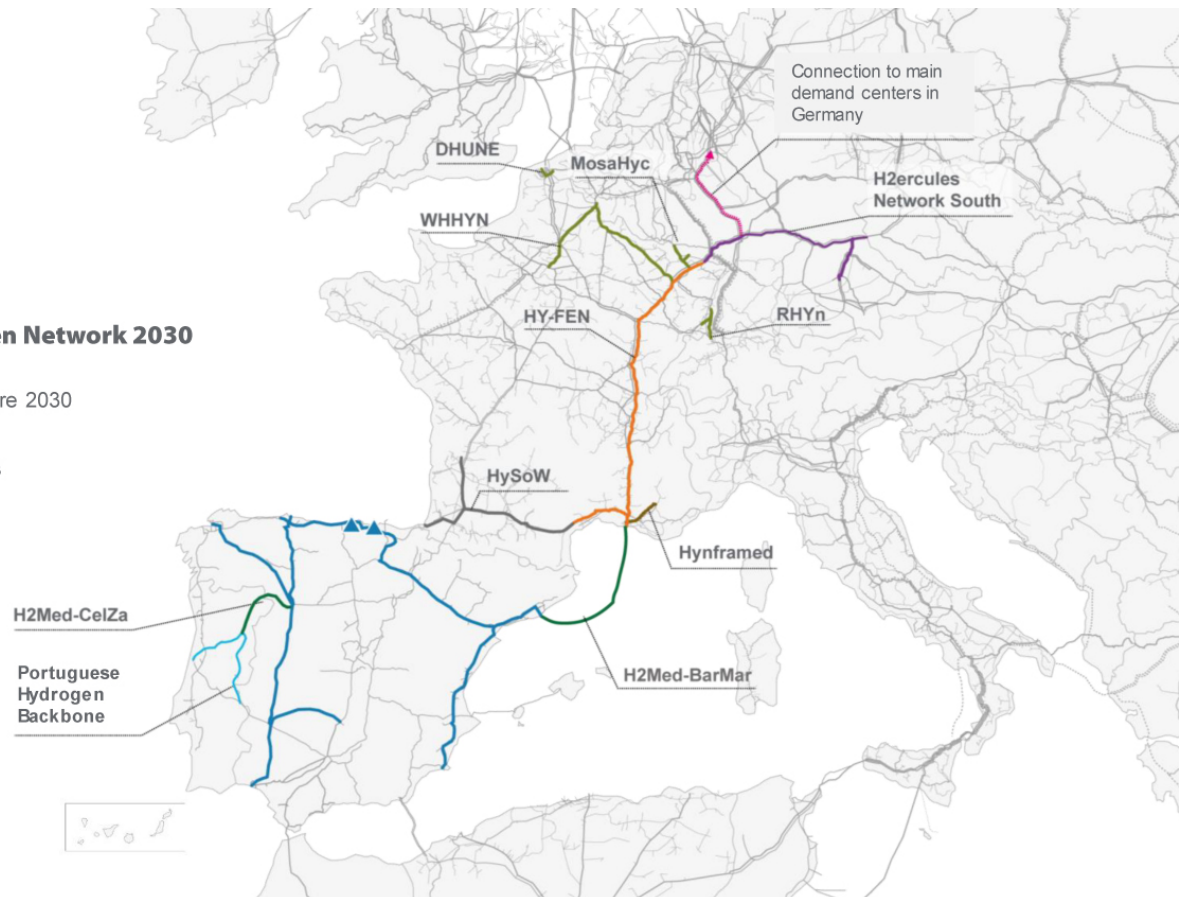 Connection to main
demand centers in
Germany
DHUNE
MosaHyc
H2ercules
Network South
WHHYN
HY-FEN
RHYn
en Network 2030
re 2030
HySoW
Hynframed
H2Med-CelZa
H2Med-BarMar
Portuguese
Hydrogen
Backbone